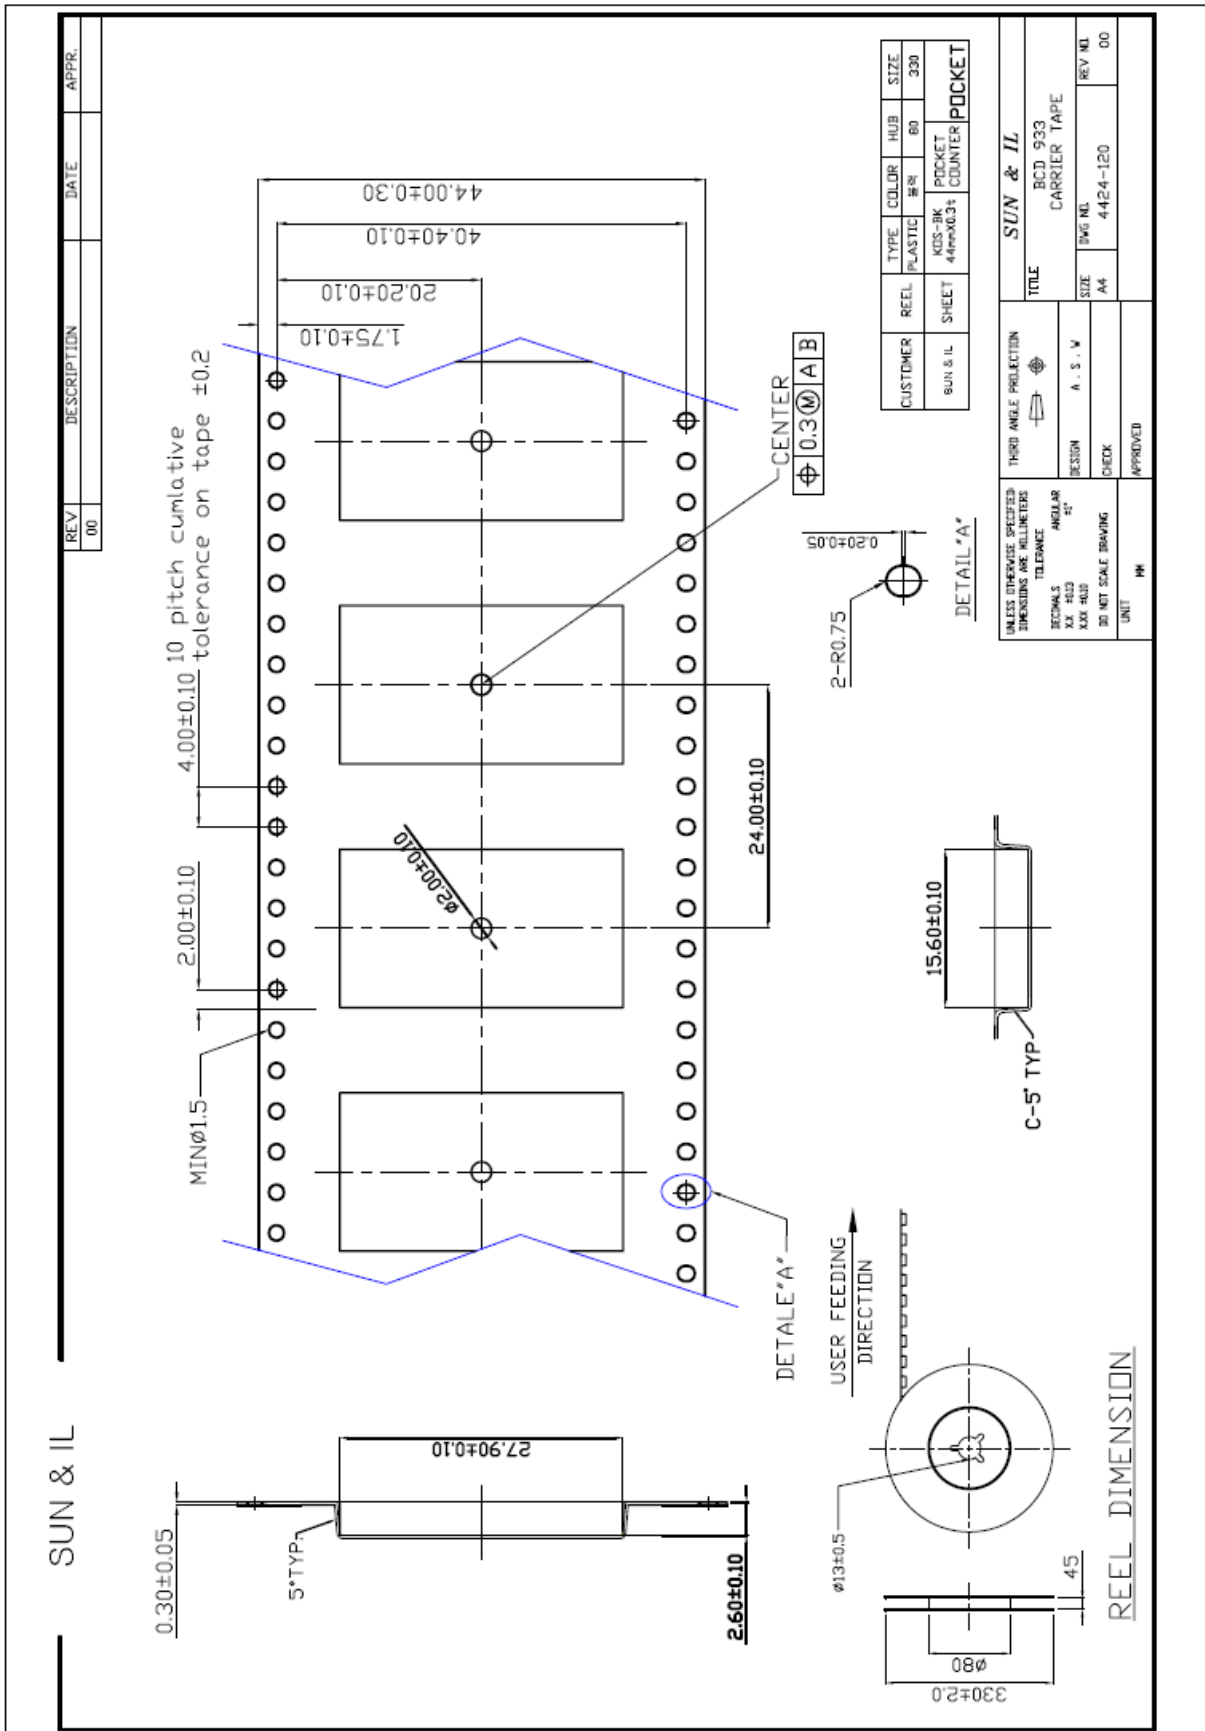 SUN & IL
REV DESCRIPTION DATE APPR.
00
0.30±0.05
5°TYP.
27.90±0.10
2.60±0.10
MINØ1.5
2.00±0.10
4.00±0.10
10 pitch cumlative
tolerance on tape ±0.2
1.75±0.10
20.20±0.10
40.40±0.10
44.00±0.30
Ø2.00±0.10
24.00±0.10
CENTER
0.3 Ⓜ A B
DETALE"A"
USER FEEDING
DIRECTION
C-5° TYP
15.60±0.10
2-R0.75
0.20±0.05
DETAIL"A"
Ø13±0.5
Ø80
330±2.0
45
REEL DIMENSION
CUSTOMER REEL TYPE COLOR HUB SIZE
PLASTIC 80 330
SUN & IL SHEET KDS-BK
44mmX0.3t
POCKET
COUNTER
POCKET
UNLESS OTHERWISE SPECIFIED:
DIMENSIONS ARE MILLIMETERS
TOLERANCE
DECIMALS ANGULAR
X.X ±0.13 ±1°
X.XX ±0.10
DO NOT SCALE DRAWING
UNIT MM
THIRD ANGLE PROJECTION
DESIGN A . S . W
CHECK
APPROVED
SUN & IL
TITLE
BCD 933
CARRIER TAPE
SIZE DWG NO. REV NO.
A4 4424-120 00